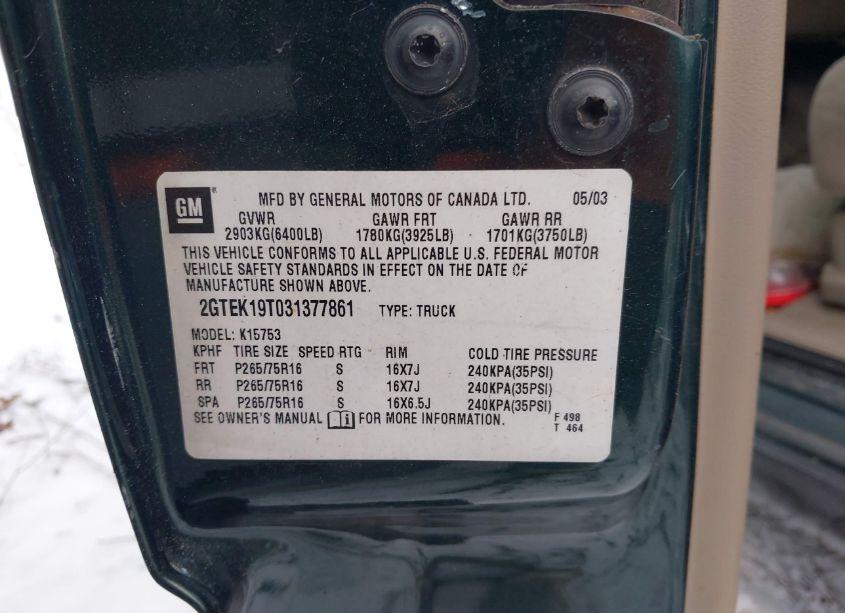 GM ® MFD BY GENERAL MOTORS OF CANADA LTD. 05/03
GVWR GAWR FRT GAWR RR
2903KG(6400LB) 1780KG(3925LB) 1701KG(3750LB)
THIS VEHICLE CONFORMS TO ALL APPLICABLE U.S. FEDERAL MOTOR
VEHICLE SAFETY STANDARDS IN EFFECT ON THE DATE OF
MANUFACTURE SHOWN ABOVE.
2GTEK19T031377861 TYPE: TRUCK
MODEL: K15753
KPHF TIRE SIZE SPEED RTG RIM COLD TIRE PRESSURE
FRT P265/75R16 S 16X7J 240KPA(35PSI)
RR P265/75R16 S 16X7J 240KPA(35PSI)
SPA P265/75R16 S 16X6.5J 240KPA(35PSI)
SEE OWNER'S MANUAL i FOR MORE INFORMATION. F 498
T 464